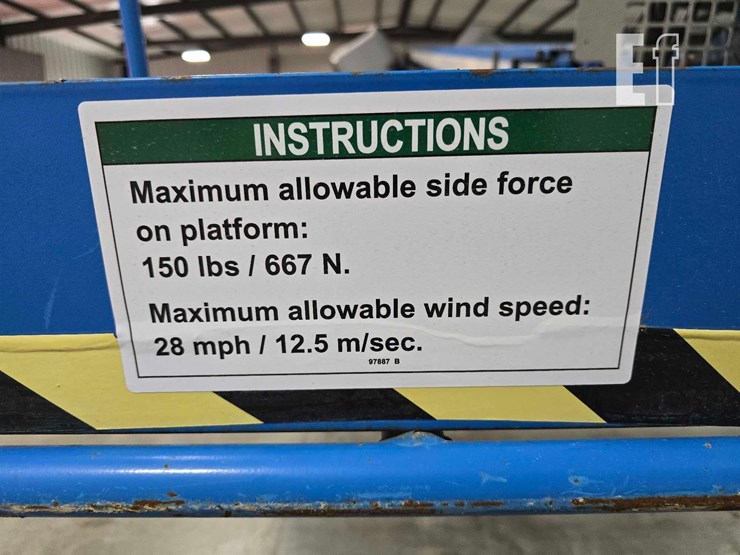 Ef
INSTRUCTIONS
Maximum allowable side force
on platform:
150 lbs / 667 N.
Maximum allowable wind speed:
28 mph / 12.5 m/sec.
97887 B